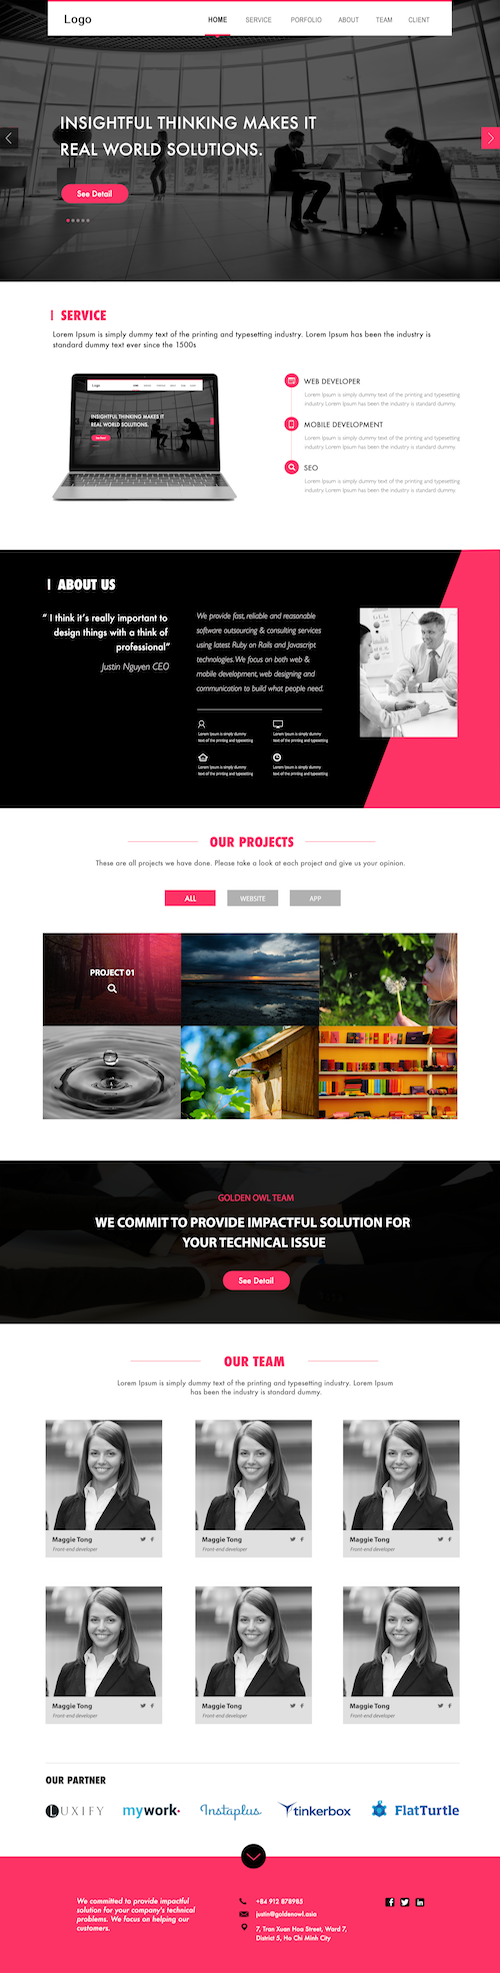 Logo
HOME SERVICE PORFOLIO ABOUT TEAM CLIENT
INSIGHTFUL THINKING MAKES IT
REAL WORLD SOLUTIONS.
See Detail
SERVICE
Lorem Ipsum is simply dummy text of the printing and typesetting industry. Lorem Ipsum has been the industry is
standard dummy text ever since the 1500s
INSIGHTFUL THINKING MAKES IT
REAL WORLD SOLUTIONS.
WEB DEVELOPER
Lorem Ipsum is simply dummy text of the printing and typesetting
industry Lorem Ipsum has been the industry is standard dummy.
MOBILE DEVELOPMENT
Lorem Ipsum is simply dummy text of the printing and typesetting
industry Lorem Ipsum has been the industry is standard dummy.
SEO
Lorem Ipsum is simply dummy text of the printing and typesetting
industry Lorem Ipsum has been the industry is standard dummy.
ABOUT US
“ I think it's really important to
design things with a think of
professional”
Justin Nguyen CEO
We provide fast, reliable and reasonable
software outsourcing & consulting services
using latest Ruby on Rails and Javascript
technologies. We focus on both web &
mobile development, web designing and
communication to build what people need.
Lorem Ipsum is simply dummy
text of the printing and typesetting
Lorem Ipsum is simply dummy
text of the printing and typesetting
Lorem Ipsum is simply dummy
text of the printing and typesetting
Lorem Ipsum is simply dummy
text of the printing and typesetting
OUR PROJECTS
These are all projects we have done. Please take a look at each project and give us your opinion.
ALL WEBSITE APP
PROJECT 01
GOLDEN OWL TEAM
WE COMMIT TO PROVIDE IMPACTFUL SOLUTION FOR
YOUR TECHNICAL ISSUE
See Detail
OUR TEAM
Lorem Ipsum is simply dummy text of the printing and typesetting industry. Lorem Ipsum
has been the industry is standard dummy.
Maggie Tong
Front-end developer
Maggie Tong
Front-end developer
Maggie Tong
Front-end developer
Maggie Tong
Front-end developer
Maggie Tong
Front-end developer
Maggie Tong
Front-end developer
OUR PARTNER
LUXIFY mywork Instaplus tinkerbox FlatTurtle
We committed to provide impactful
solution for your company's technical
problems. We focus on helping our
customers.
+84 912 878985
justin@goldenowl.asia
7, Tran Xuan Hoa Street, Ward 7,
District 5, Ho Chi Minh City